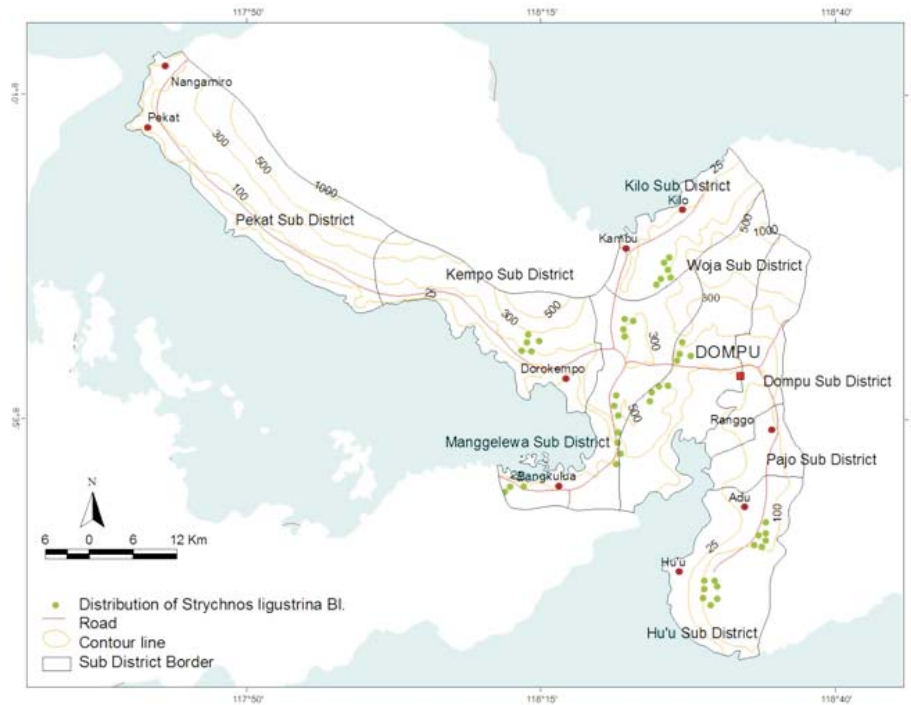 117°50' 118°15' 118°40'
8°10'
Nangamiro
Pekat
300
500
1000
100
Pekat Sub District
25
Kilo Sub District
Kilo
Kambu
500
1000
Kempo Sub District
Woja Sub District
25
300
500
300
300
DOMPU
Dorokempo
Dompu Sub District
500
8°35'
Ranggo
Manggelewa Sub District
Pajo Sub District
Bangkulua
N
Adu
100
6 0 6 12 Km
25
Hu'u
Distribution of Strychnos ligustrina Bl.
Road
Contour line
Sub District Border
Hu'u Sub District
117°50' 118°15' 118°40'